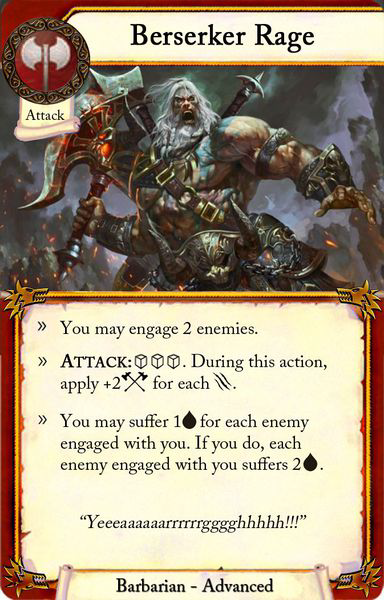 Berserker Rage
Attack
» You may engage 2 enemies.
» ATTACK: . During this action,
apply +2 for each .
» You may suffer 1 for each enemy
engaged with you. If you do, each
enemy engaged with you suffers 2 .
“Yeeeaaaaaarrrrrrgggghhhhh!!!”
Barbarian - Advanced